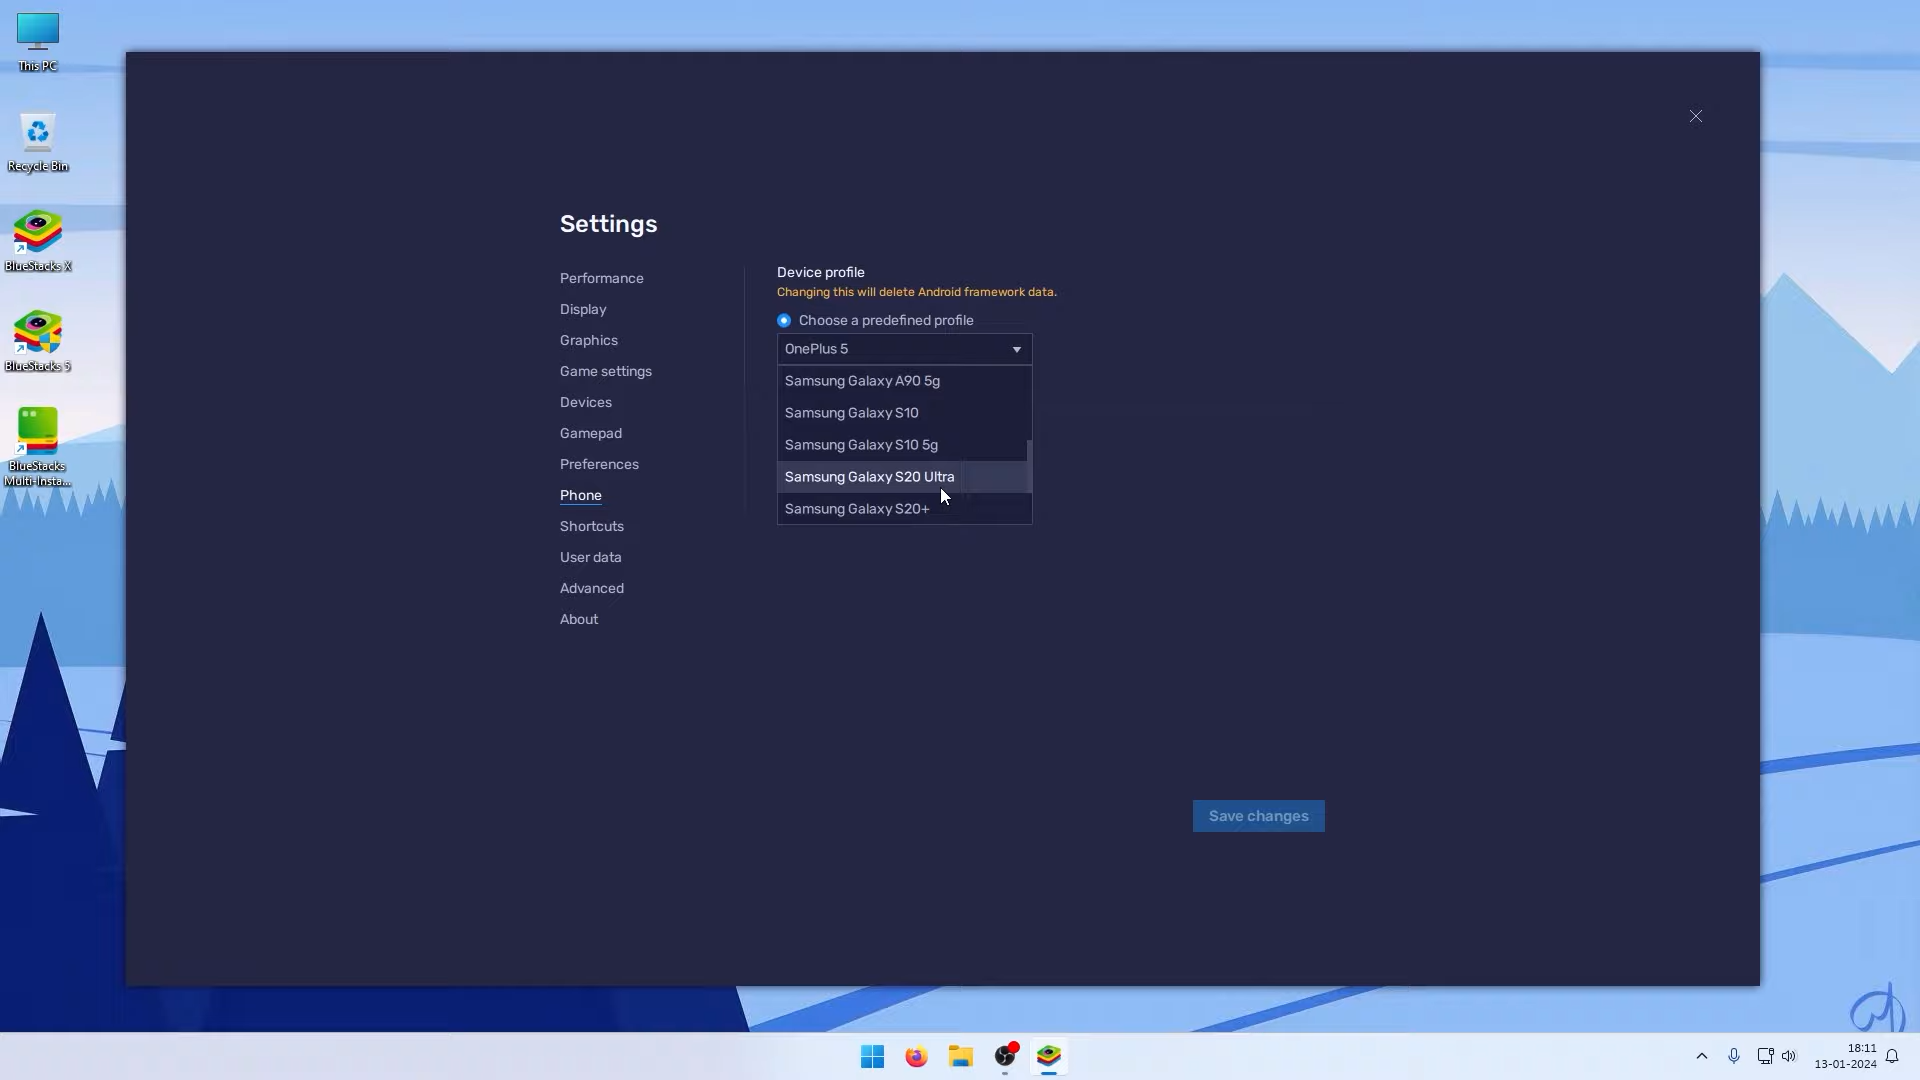 This PC
Recycle Bin
BlueStacks X
BlueStacks 5
BlueStacks
Multi-Insta...
Settings
Performance
Display
Graphics
Game settings
Devices
Gamepad
Preferences
Phone
Shortcuts
User data
Advanced
About
Device profile
Changing this will delete Android framework data.
Choose a predefined profile
OnePlus 5
Samsung Galaxy A90 5g
Samsung Galaxy S10
Samsung Galaxy S10 5g
Samsung Galaxy S20 Ultra
Samsung Galaxy S20+
Save changes
18:11
13-01-2024